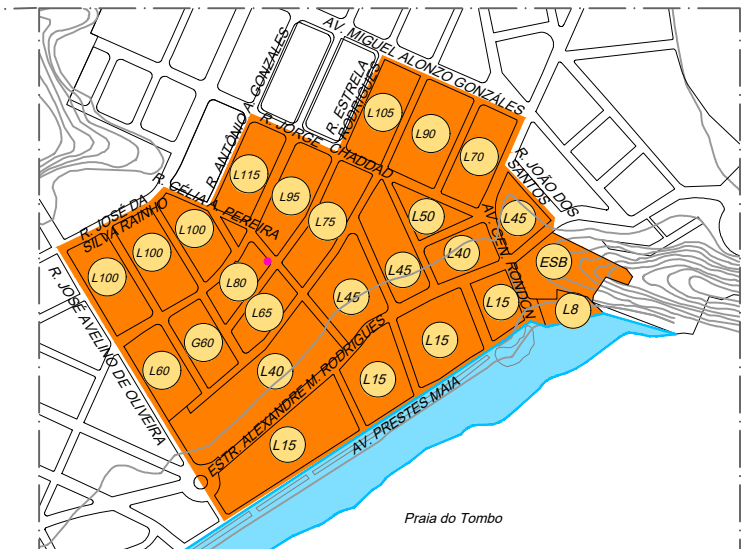 AV. MIGUEL ALONZO GONZÁLES
R. ESTRELA
RODRIGUES
R. ANTÔNIO A. GONZALES
R. JORGE CHADDAD
R. JOÃO DOS
SANTOS
R. CÉLIA A. PEREIRA
R. JOSÉ DA
SILVA RAINHO
R. JOSÉ AVELINO DE OLIVEIRA
AV. GEN. RONDON
ESTR. ALEXANDRE M. RODRIGUES
AV. PRESTES MAIA
L105
L90
L70
L115
L95
L75
L50
L45
L100
L100
L100
L80
L65
L45
L45
L40
ESB
L15
L8
G60
L60
L40
L15
L15
L15
Praia do Tombo